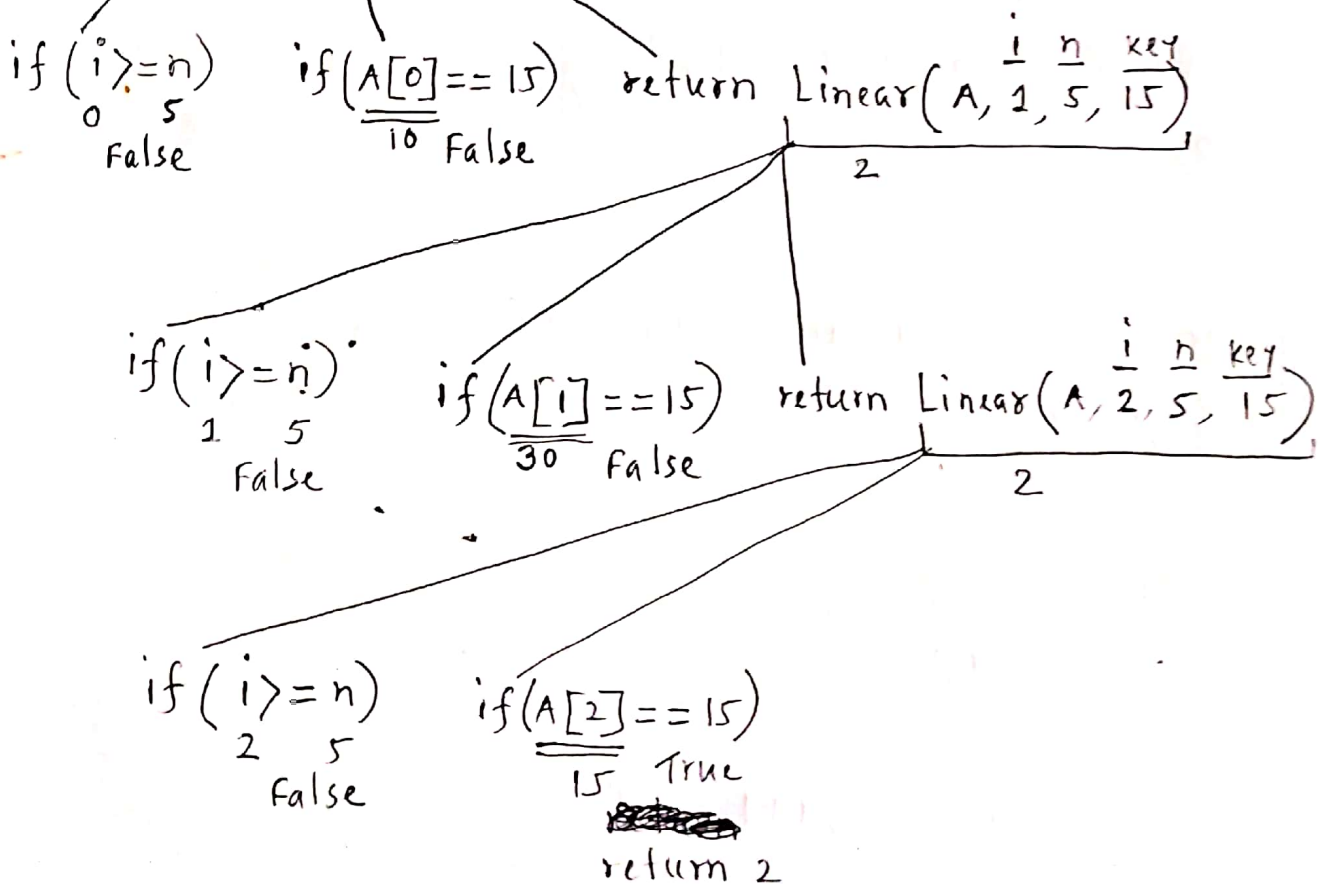 i n key
if (i>=n) if(A[0]==15) return Linear(A, 1, 5, 15)
0 5 10 False 2
False
i n key
if(i>=n) if(A[1]==15) return Linear(A, 2, 5, 15)
1 5 30 False 2
False
if(i>=n) if(A[2]==15)
2 5 15 True
False
return 2